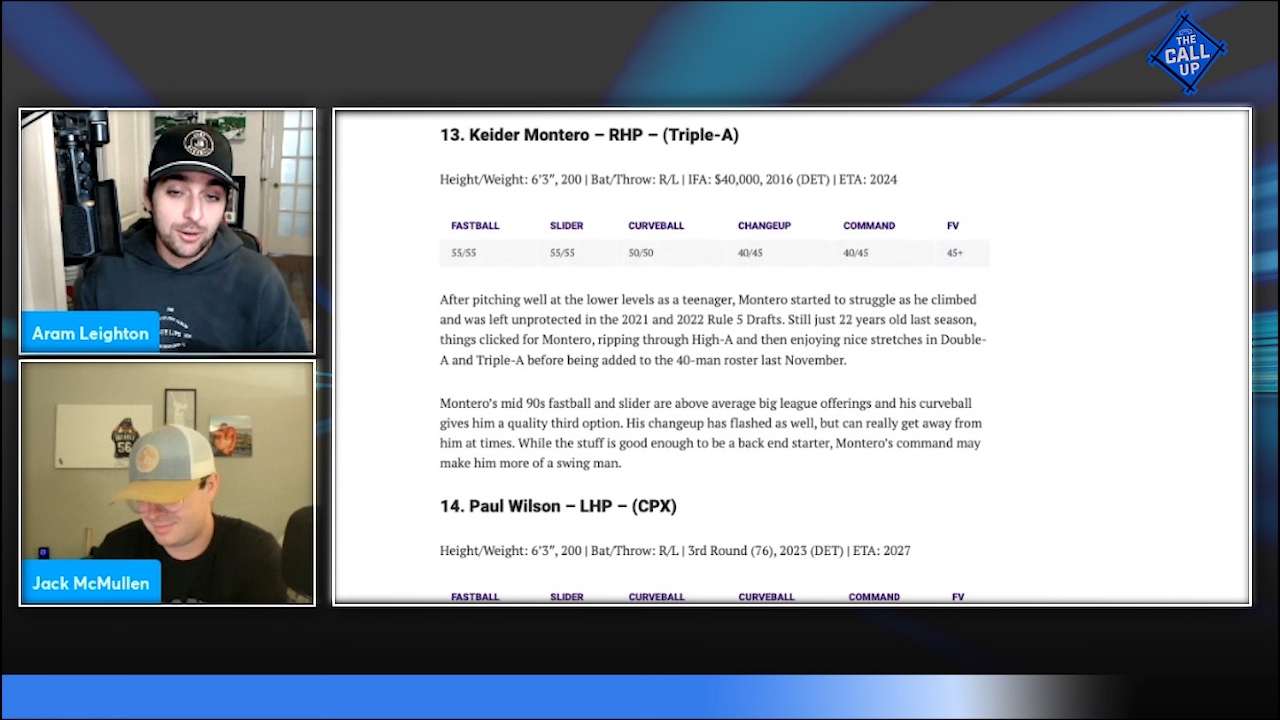 THE
CALL
UP
13. Keider Montero – RHP – (Triple-A)
Height/Weight: 6'3", 200 | Bat/Throw: R/L | IFA: $40,000, 2016 (DET) | ETA: 2024
FASTBALL SLIDER CURVEBALL CHANGEUP COMMAND FV
55/55 55/55 50/50 40/45 40/45 45+
After pitching well at the lower levels as a teenager, Montero started to struggle as he climbed
and was left unprotected in the 2021 and 2022 Rule 5 Drafts. Still just 22 years old last season,
things clicked for Montero, ripping through High-A and then enjoying nice stretches in Double-
A and Triple-A before being added to the 40-man roster last November.
Montero's mid 90s fastball and slider are above average big league offerings and his curveball
gives him a quality third option. His changeup has flashed as well, but can really get away from
him at times. While the stuff is good enough to be a back end starter, Montero's command may
make him more of a swing man.
14. Paul Wilson – LHP – (CPX)
Height/Weight: 6'3", 200 | Bat/Throw: R/L | 3rd Round (76), 2023 (DET) | ETA: 2027
FASTBALL SLIDER CURVEBALL CURVEBALL COMMAND FV
Aram Leighton
56
Jack McMullen